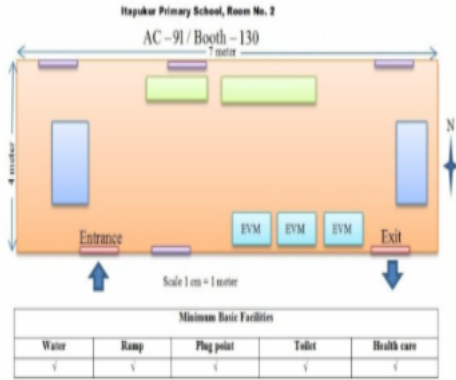 Itapukur Primary School, Room No. 2
AC -91/ Booth -130
7 meter
4 meter
N
EVM EVM EVM
Entrance Exit
Scale 1 cm = 1 meter
Minimum Basic Facilities
Water Ramp Plug point Toilet Health care
√ √ √ √ √